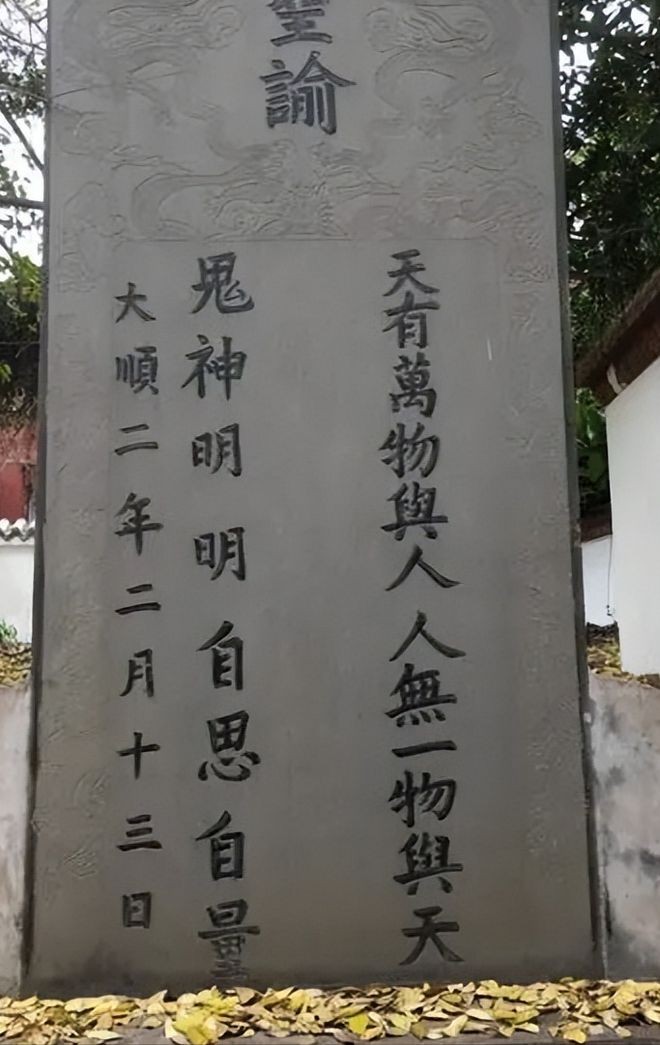 聖諭
天有萬物與人人無一物與天
鬼神明明自思自量
大順二年二月十三日